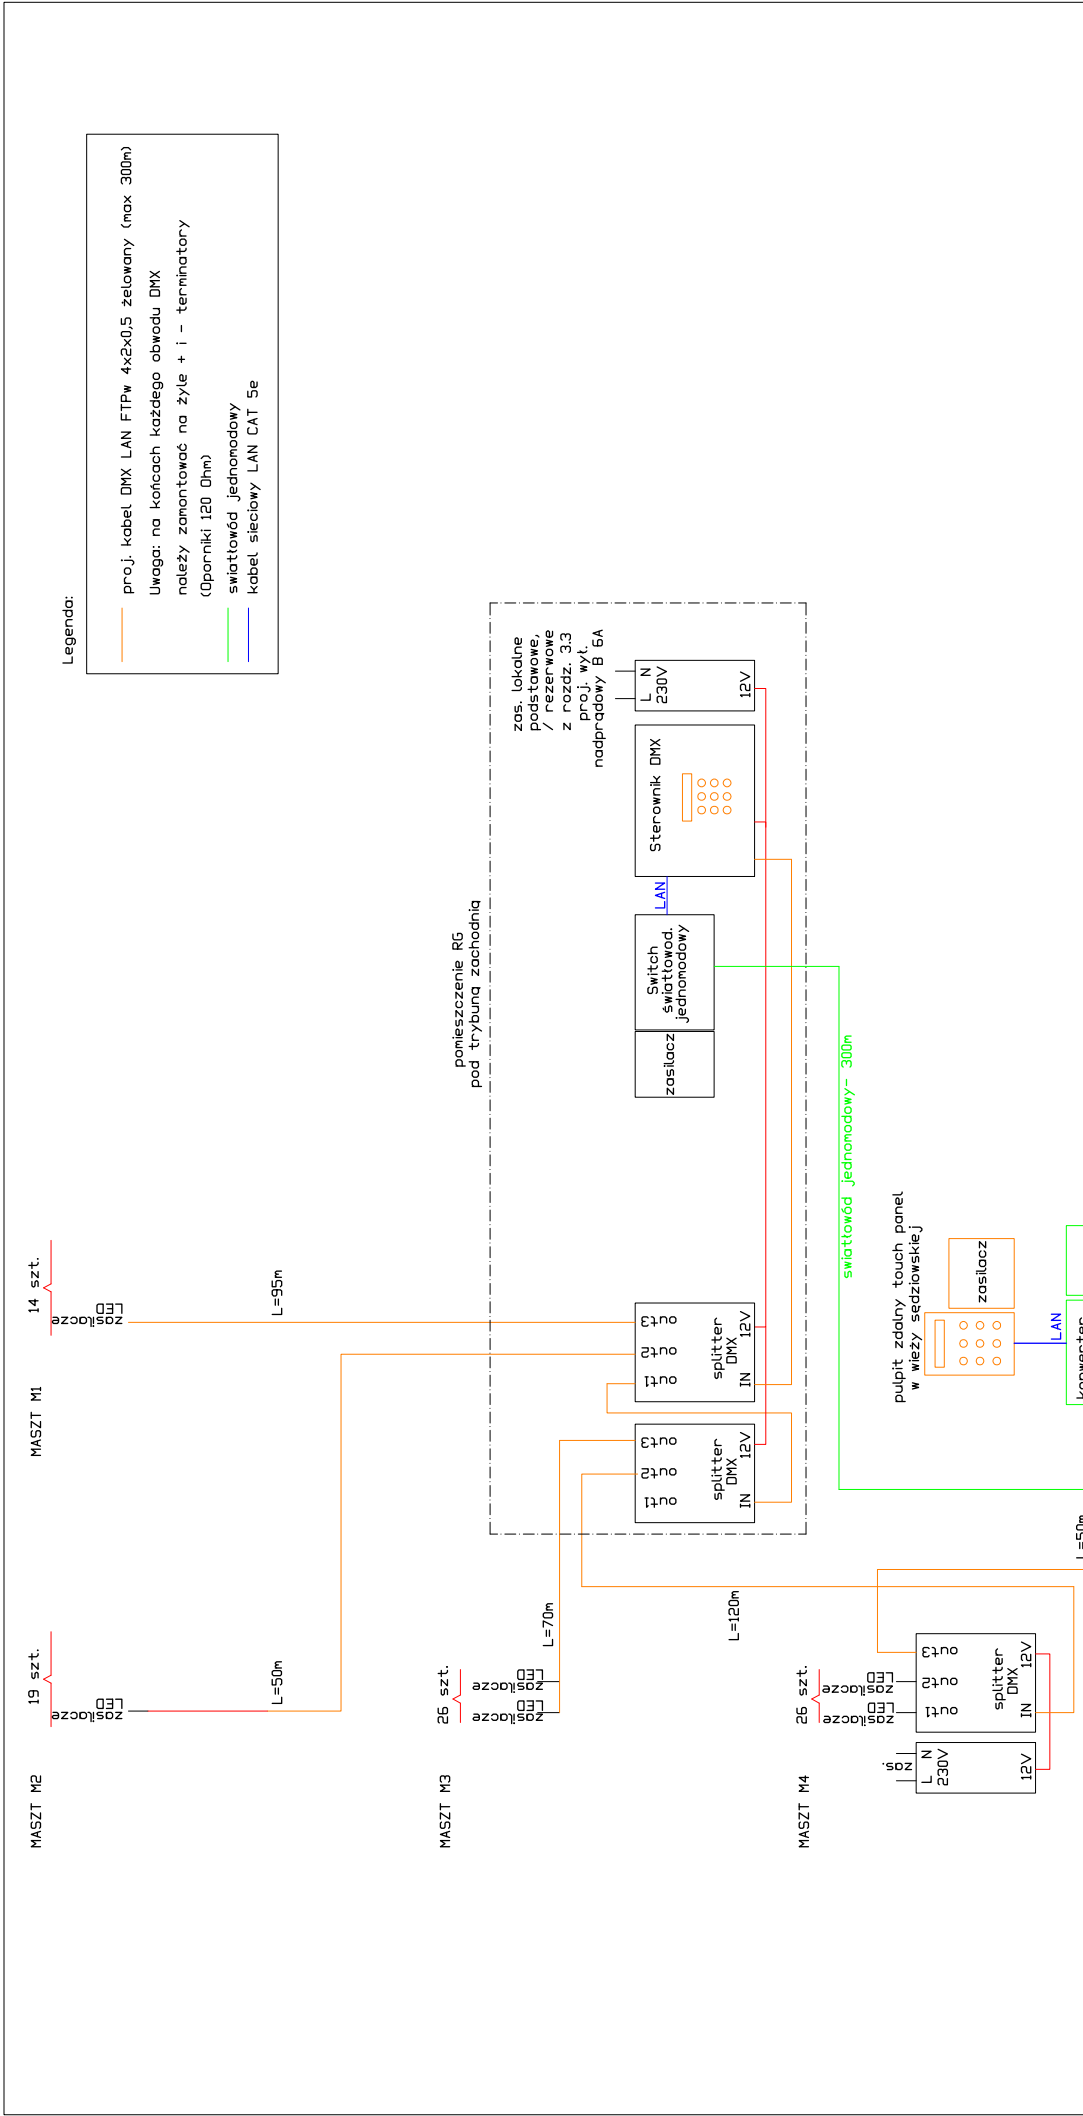 Legenda:
proj. kabel DMX LAN FTPw 4x2x0,5 żelowany (max 300m)
Uwaga: na końcach każdego obwodu DMX
należy zamontować na żyle + i - terminatory
(Oporniki 120 Ohm)
swiatłowód jednomodowy
kabel sieciowy LAN CAT 5e
MASZT M1
14 szt.
zasilacze
LED
L=95m
MASZT M2
19 szt.
zasilacze
LED
L=50m
pomieszczenie RG
pod trybuną zachodnią
zas. lokalne
podstawowe,
/ rezerwowe
z rozdz. 3.3
proj. wył.
nadprądowy B 6A
L N
230V
12V
Sterownik DMX
LAN
Switch
światłowod.
jednomodowy
zasilacz
out1 out2 out3
splitter
DMX
IN 12V
out1 out2 out3
splitter
DMX
IN 12V
swiatłowód jednomodowy- 300m
MASZT M3
26 szt.
zasilacze
LED
zasilacze
LED
L=70m
L=120m
pulpit zdalny touch panel
w wieży sędziowskiej
zasilacz
LAN
konwerter
L=50m
MASZT M4
26 szt.
zasilacze
LED
zasilacze
LED
out1 out2 out3
splitter
DMX
IN 12V
zas.
L N
230V
12V